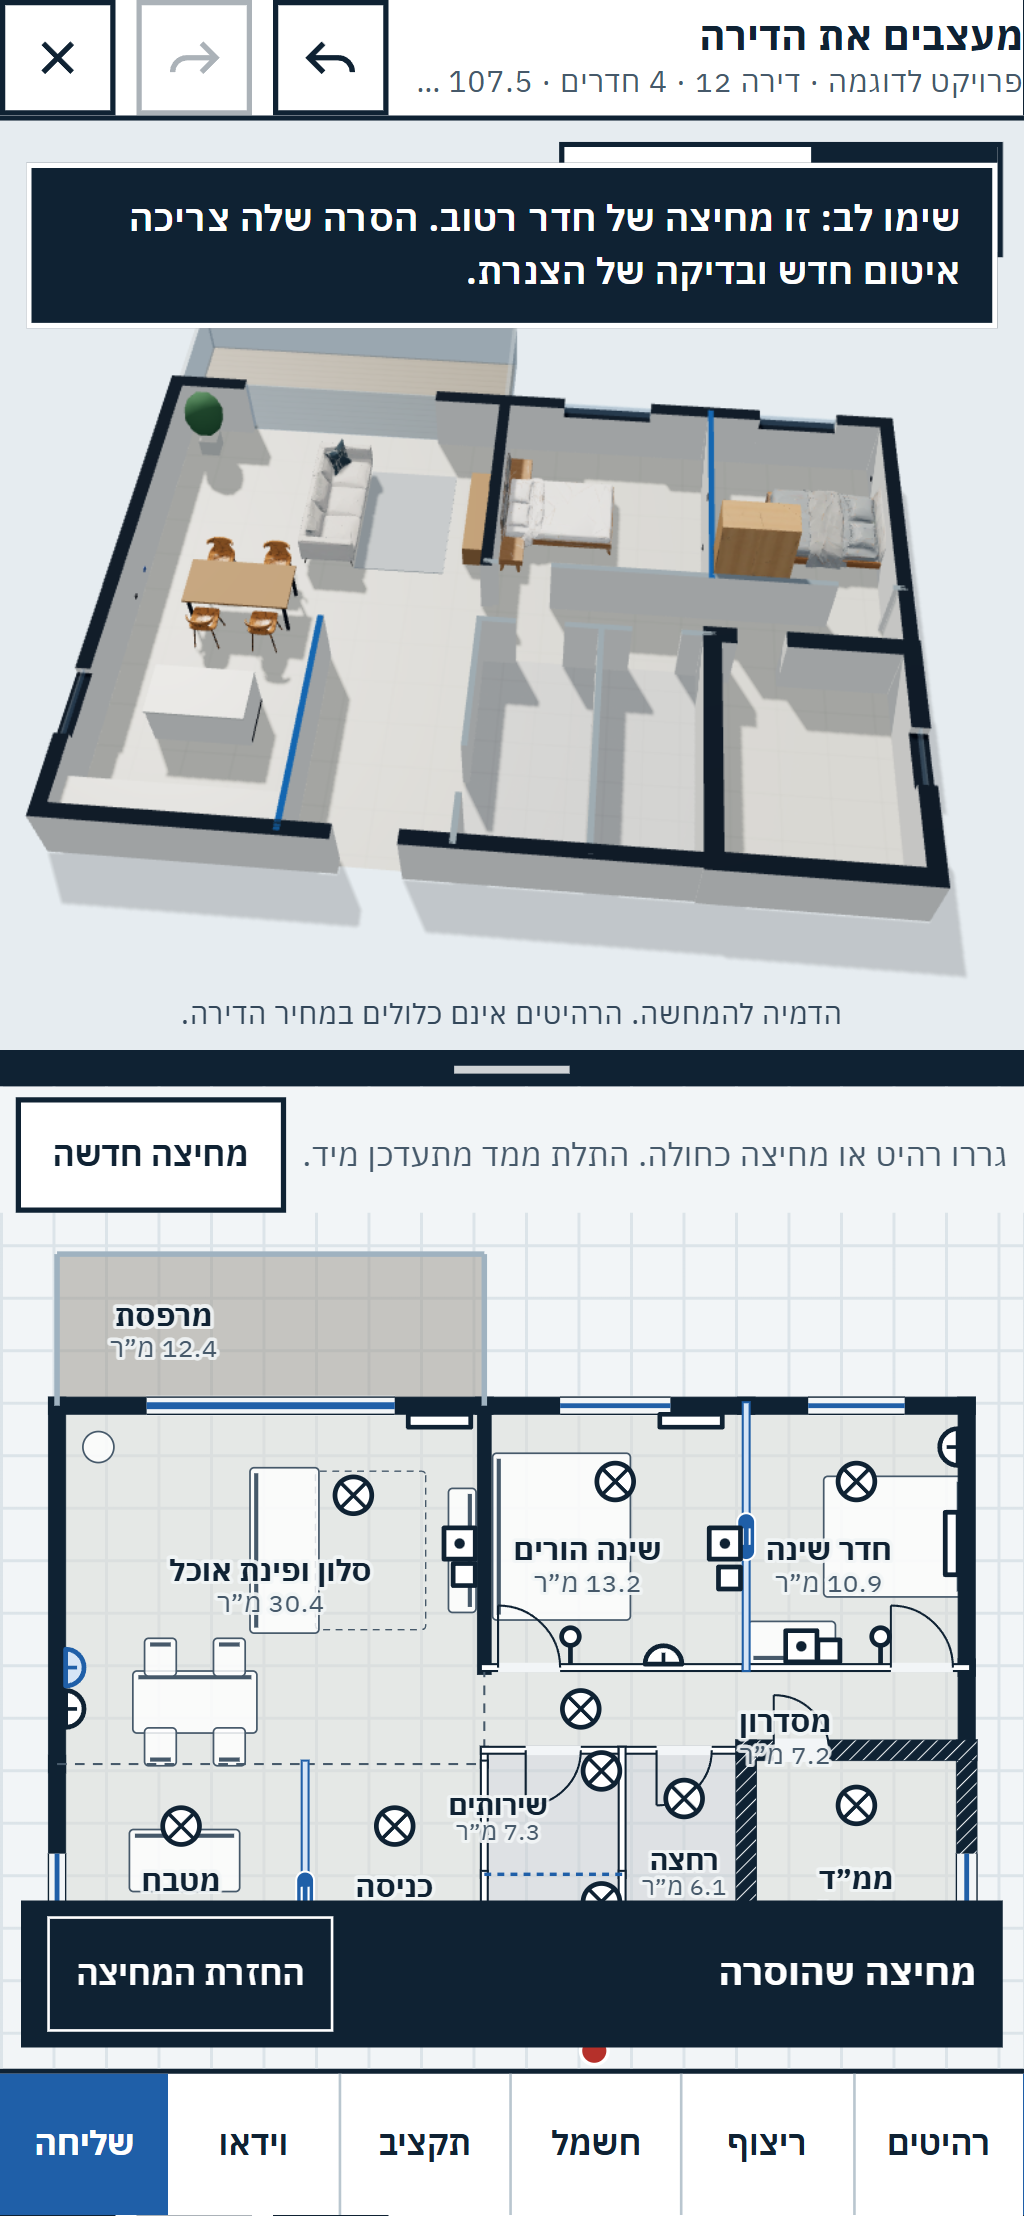 מעצבים את הדירה
פרויקט לדוגמה · דירה 12 · 4 חדרים · 107.5 ...
שימו לב: זו מחיצה של חדר רטוב. הסרה שלה צריכה
איטום חדש ובדיקה של הצנרת.
הדמיה להמחשה. הרהיטים אינם כלולים במחיר הדירה.
גררו רהיט או מחיצה כחולה. התלת ממד מתעדכן מיד.
מחיצה חדשה
מרפסת
12.4 מ״ר
סלון ופינת אוכל
30.4 מ״ר
שינה הורים
13.2 מ״ר
חדר שינה
10.9 מ״ר
מסדרון
7.2 מ״ר
שירותים
7.3 מ״ר
רחצה
6.1 מ״ר
ממ״ד
כניסה
מטבח
מחיצה שהוסרה
החזרת המחיצה
רהיטים
ריצוף
חשמל
תקציב
וידאו
שליחה